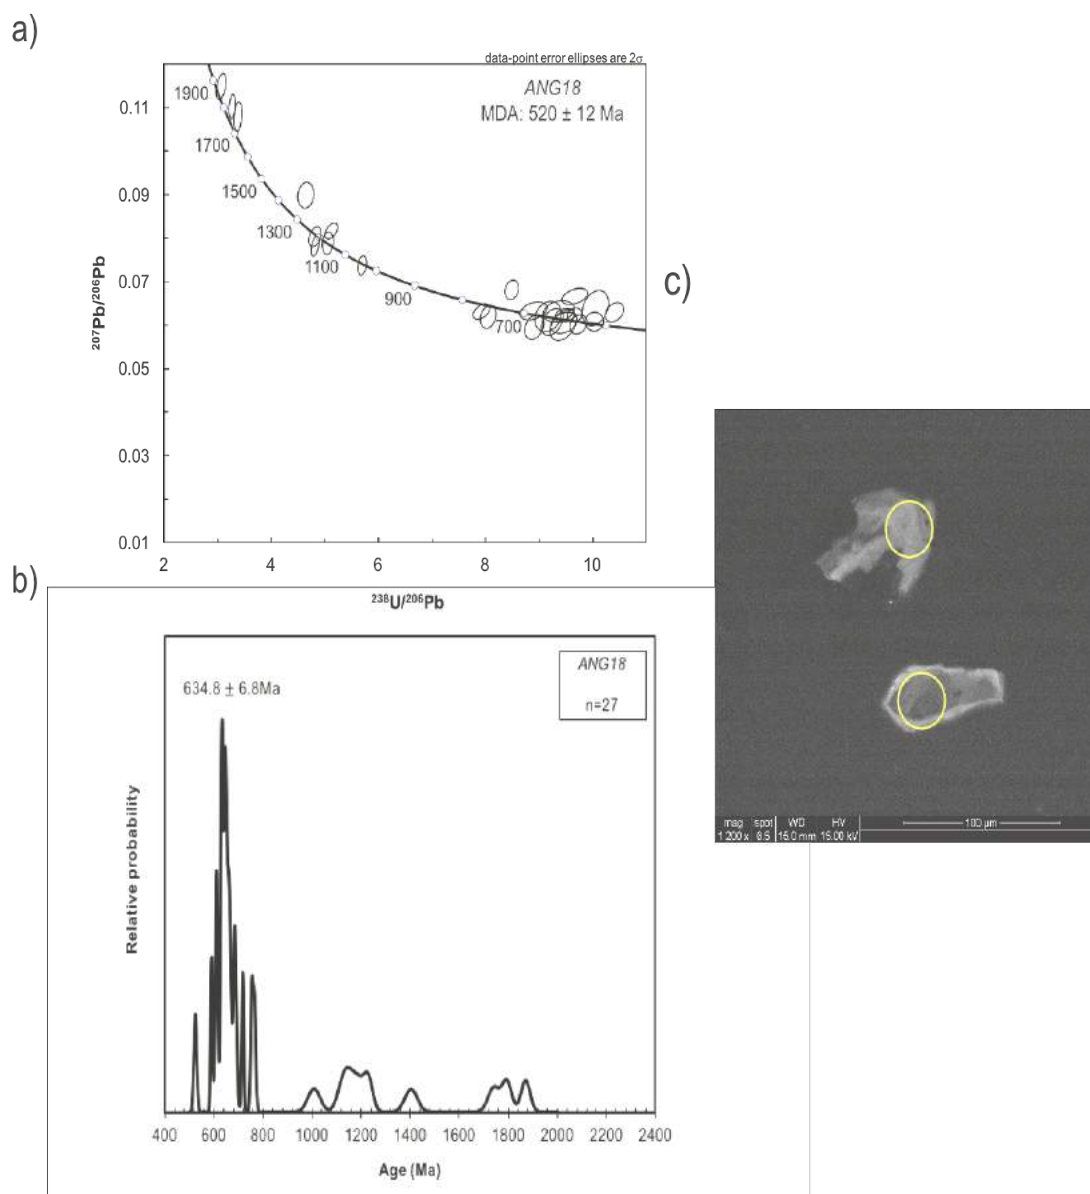 a)
data-point error ellipses are 2σ
ANG18
MDA: 520 ± 12 Ma
1900
1700
1500
1300
1100
900
700
0.11
0.09
0.07
0.05
0.03
0.01
207Pb/206Pb
2
4
6
8
10
238U/206Pb
b)
ANG18
n=27
634.8 ± 6.8Ma
Relative probability
400
600
800
1000
1200
1400
1600
1800
2000
2200
2400
Age (Ma)
c)
mag spot WD HV
1 200 x 6.5 15.0 mm 15.00 kV
100 µm